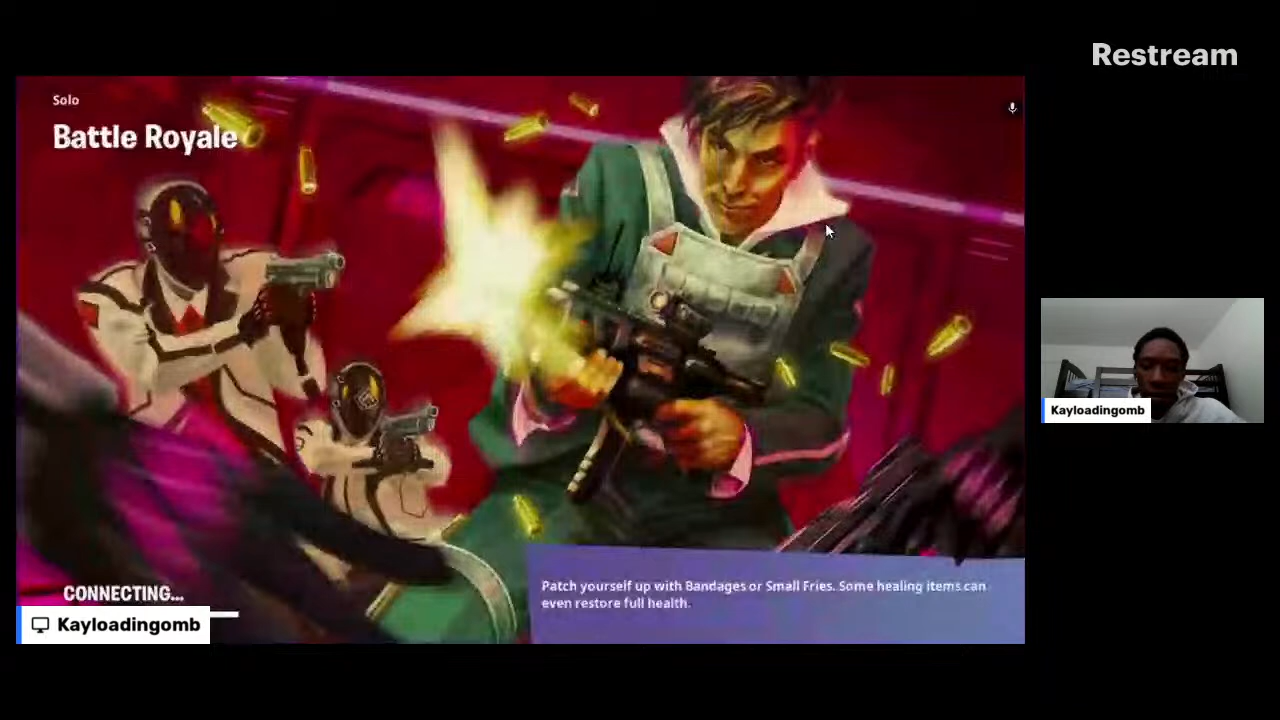 Restream
Solo
Battle Royale
Kayloadingomb
CONNECTING...
Patch yourself up with Bandages or Small Fries. Some healing items can
even restore full health.
Kayloadingomb